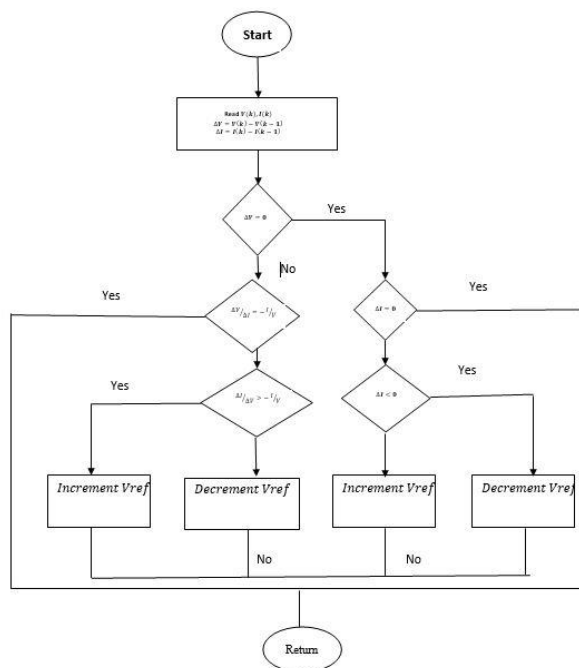 Start
Read V(k), I(k)
ΔV = V(k) − V(k − 1)
ΔI = I(k) − I(k − 1)
ΔV = 0
Yes
No
Yes
ΔV/ΔI = −I/V
ΔI = 0
Yes
Yes
ΔI/ΔV > −I/V
ΔI < 0
Yes
Increment Vref
Decrement Vref
Increment Vref
Decrement Vref
No
No
Return